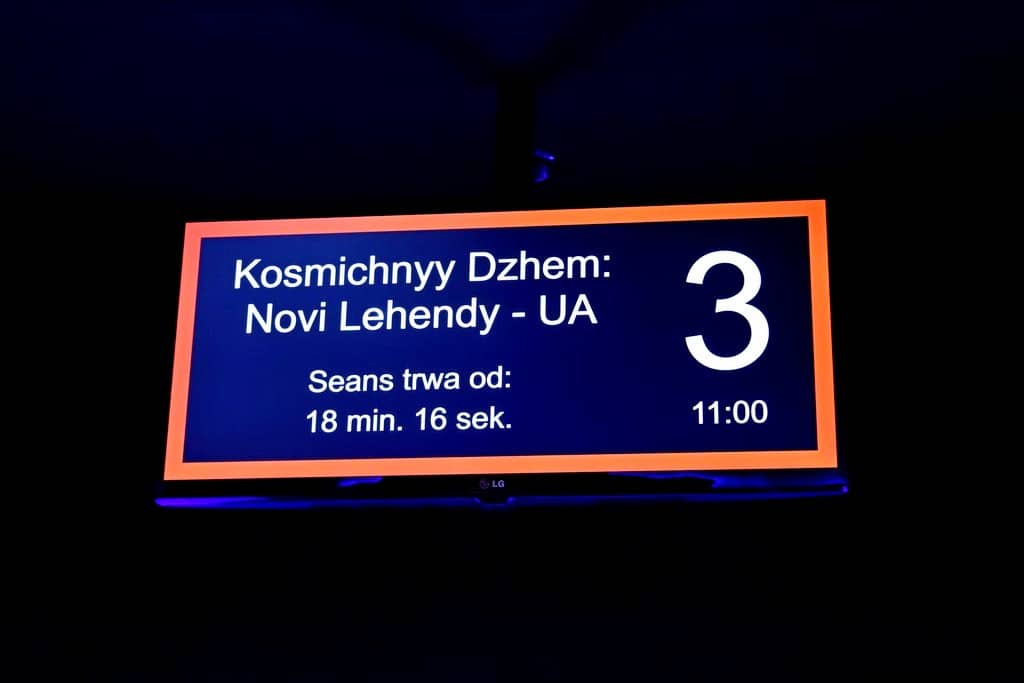 Kosmichnyy Dzhem:
Novi Lehendy - UA
3
Seans trwa od:
18 min. 16 sek.
11:00
LG